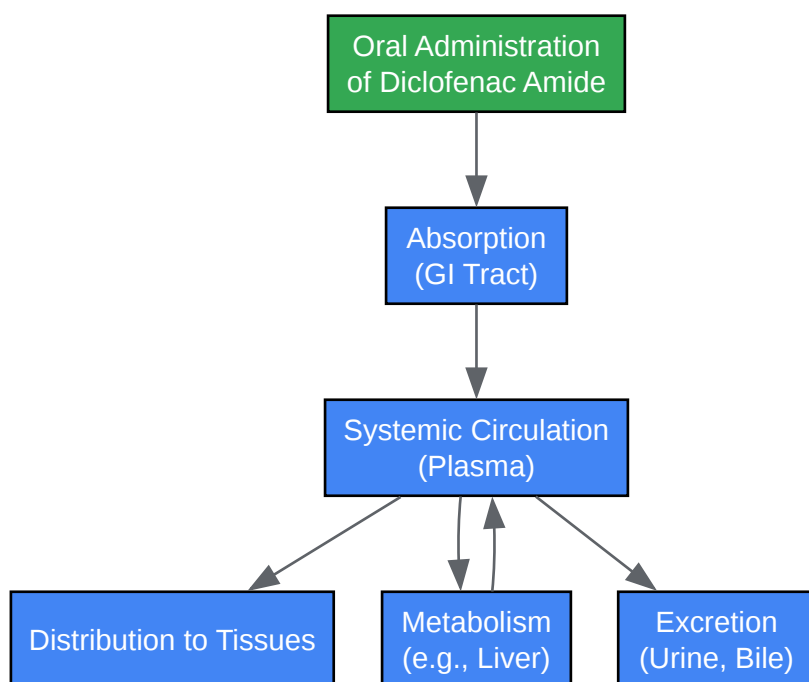 Oral Administration
of Diclofenac Amide
Absorption
(GI Tract)
Systemic Circulation
(Plasma)
Distribution to Tissues
Metabolism
(e.g., Liver)
Excretion
(Urine, Bile)